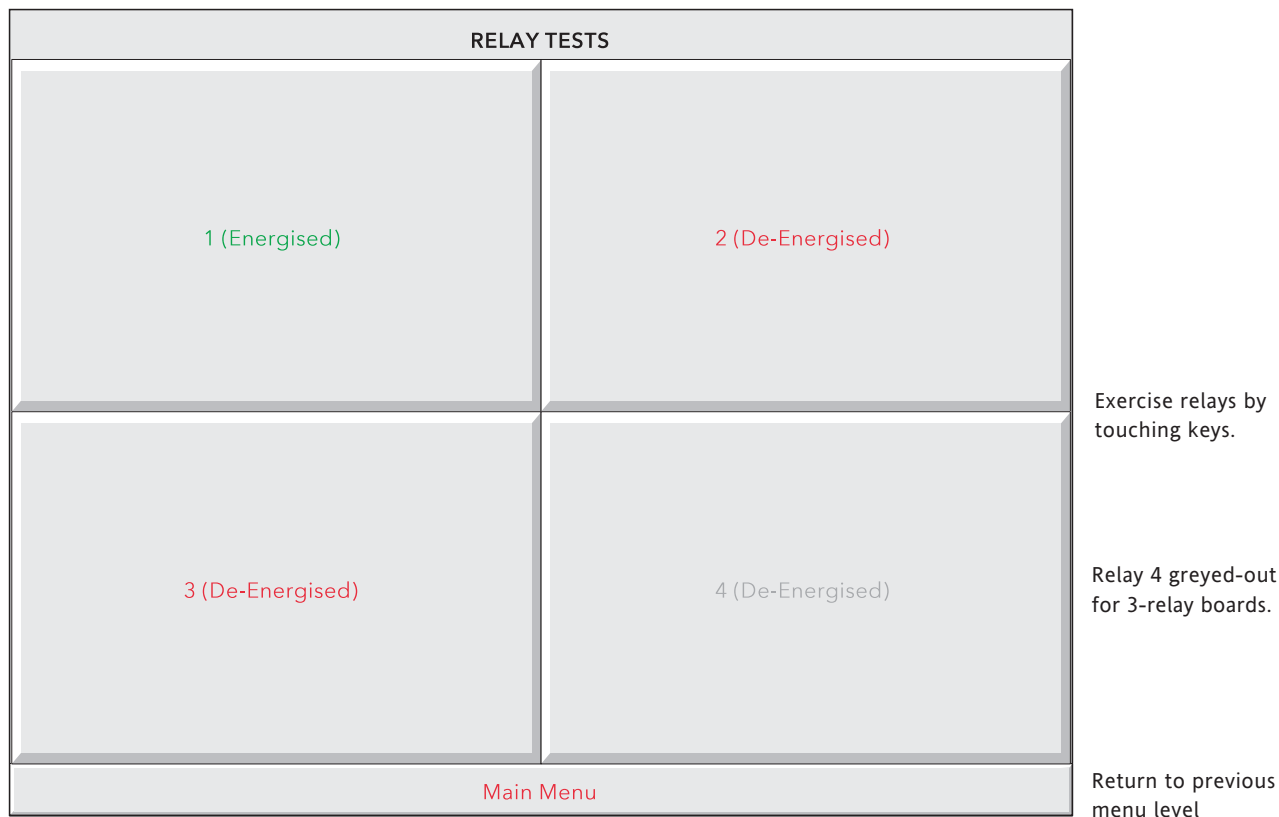 RELAY TESTS
1 (Energised)
2 (De-Energised)
Exercise relays by
touching keys.
3 (De-Energised)
4 (De-Energised)
Relay 4 greyed-out
for 3-relay boards.
Main Menu
Return to previous
menu level